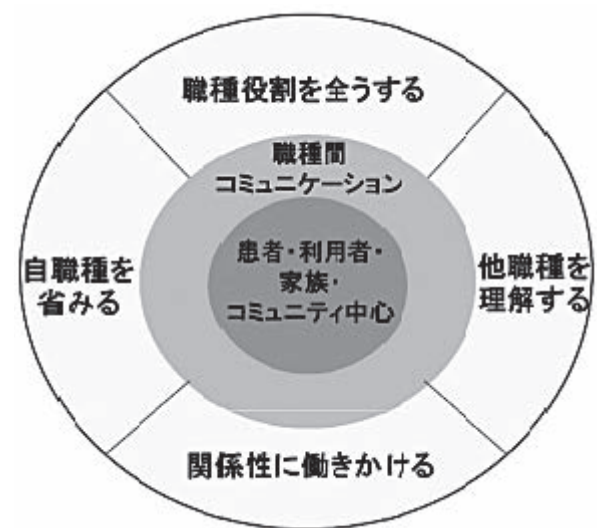 職種役割を全うする
職種間
コミュニケーション
患者・利用者・
家族・
コミュニティ中心
自職種を
省みる
他職種を
理解する
関係性に働きかける